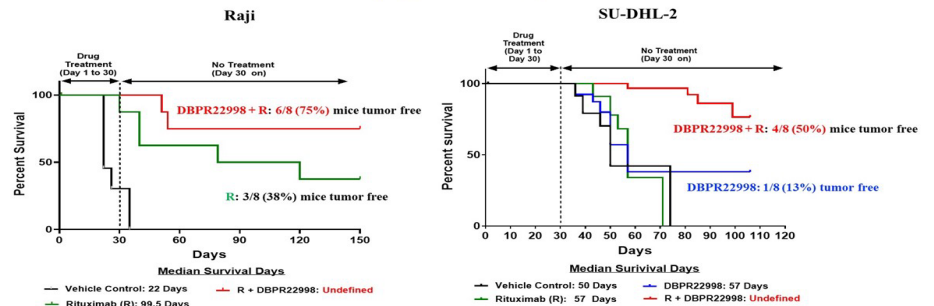 Raji
Drug
Treatment
(Day 1 to 30)
No Treatment
(Day 30 on)
100
50
0
Percent Survival
DBPR22998 + R: 6/8 (75%) mice tumor free
R: 3/8 (38%) mice tumor free
0 30 60 90 120 150
Days
Median Survival Days
Vehicle Control: 22 Days
R + DBPR22998: Undefined
Rituximab (R): 99.5 Days
SU-DHL-2
Drug
Treatment
(Day 1 to
Day 30)
No Treatment
(Day 30 on)
100
50
0
Percent Survival
DBPR22998 + R: 4/8 (50%) mice tumor free
DBPR22998: 1/8 (13%) tumor free
0 10 20 30 40 50 60 70 80 90 100 110 120
Days
Median Survival Days
Vehicle Control: 50 Days
DBPR22998: 57 Days
Rituximab (R): 57 Days
R + DBPR22998: Undefined